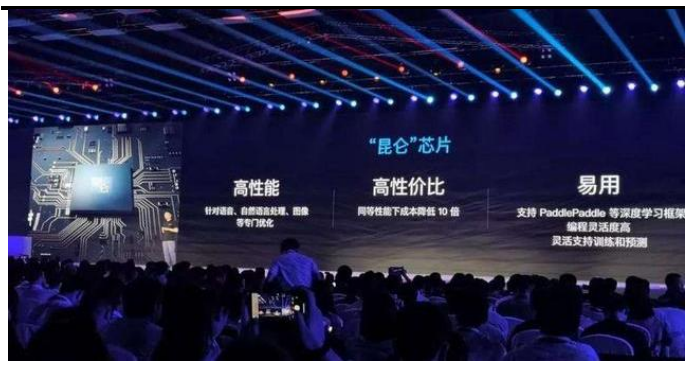 “昆仑”芯片
高性能
针对语音、自然语言处理、图像
等专门优化
高性价比
同等性能下成本降低 10 倍
易用
支持 PaddlePaddle 等深度学习框架
编程灵活度高
灵活支持训练和预测